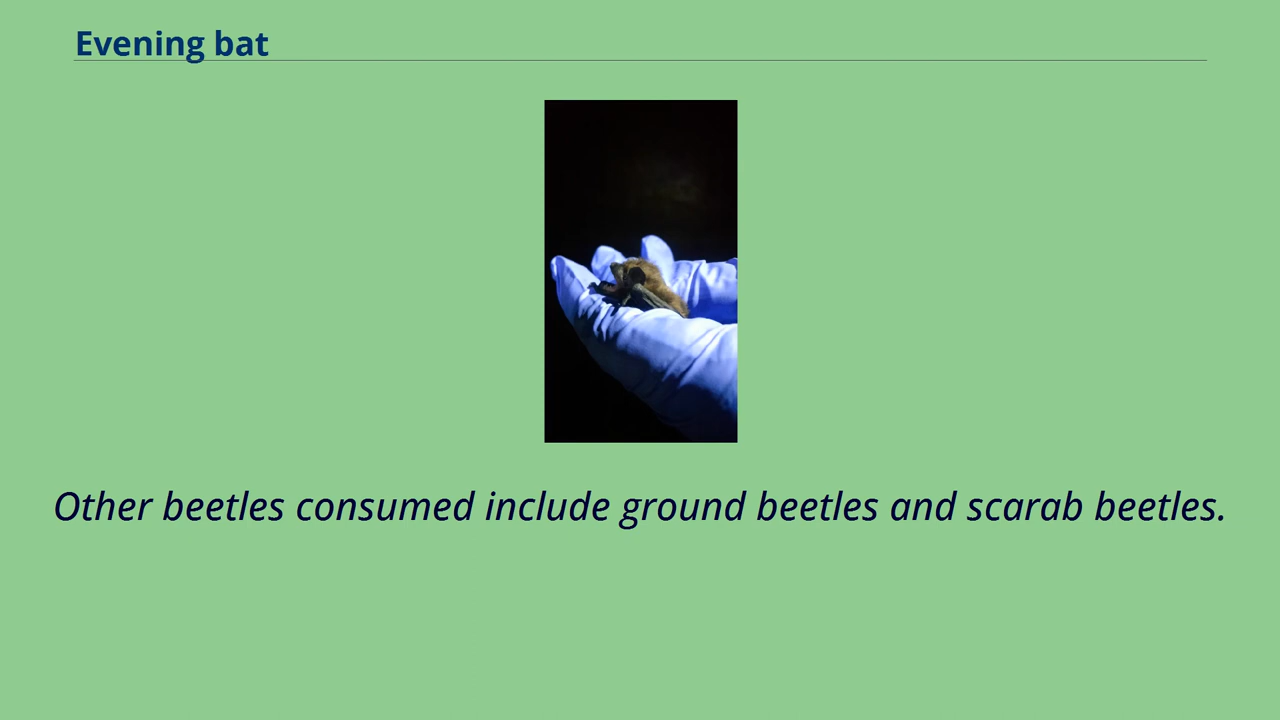 Evening bat
Other beetles consumed include ground beetles and scarab beetles.